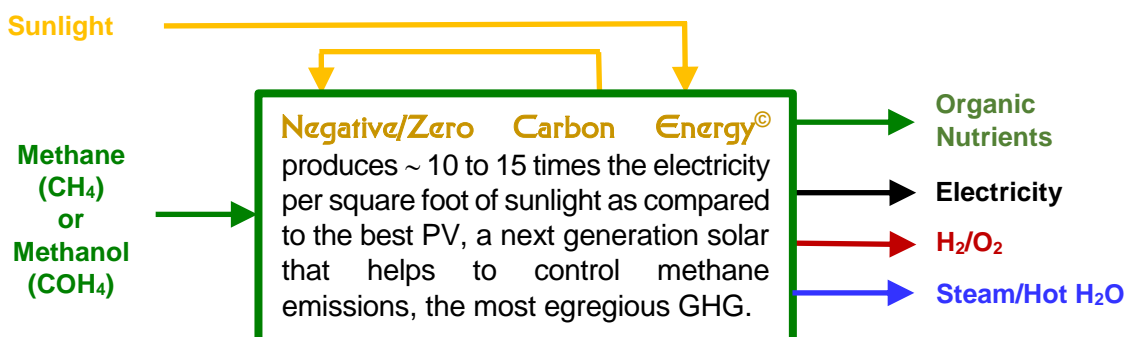 Sunlight
Methane
(CH₄)
or
Methanol
(COH₄)
Negative/Zero Carbon Energy©
produces ~ 10 to 15 times the electricity
per square foot of sunlight as compared
to the best PV, a next generation solar
that helps to control methane
emissions, the most egregious GHG.
Organic
Nutrients
Electricity
H₂/O₂
Steam/Hot H₂O